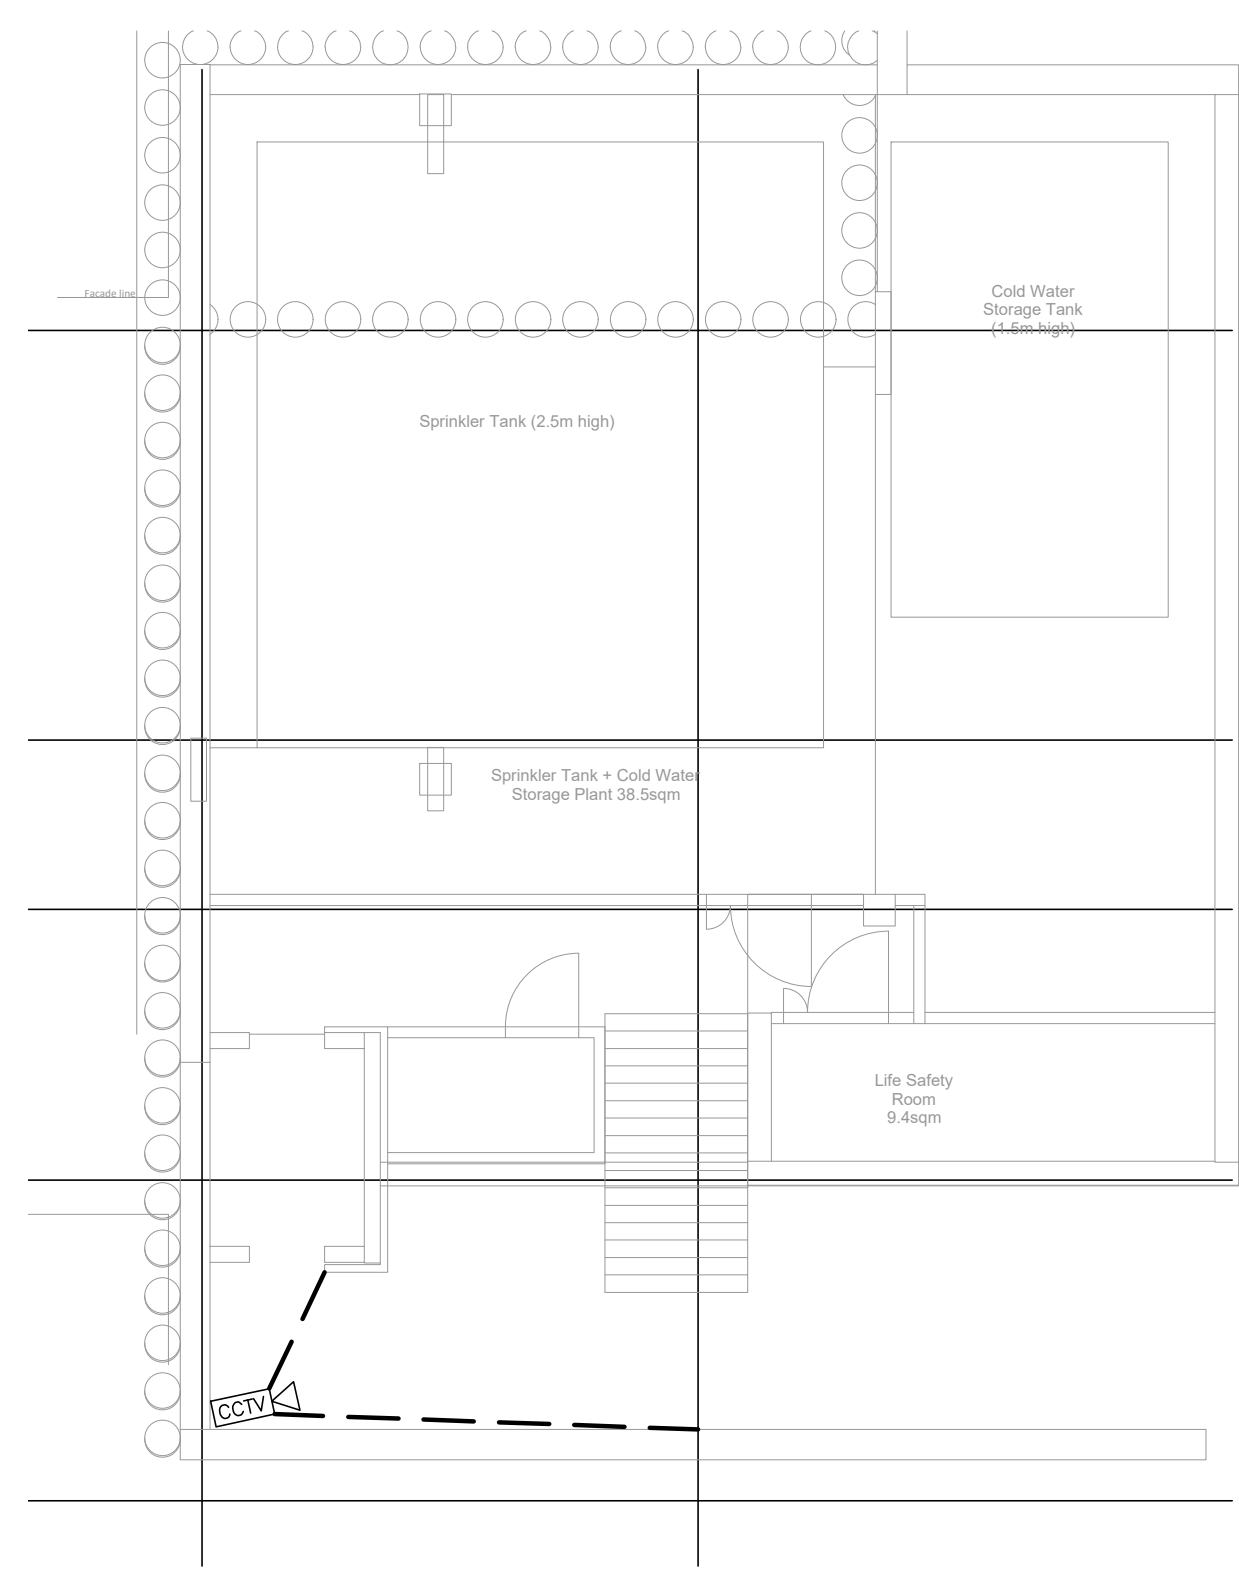 Facade line
Cold Water
Storage Tank
(1.5m high)
Sprinkler Tank (2.5m high)
Sprinkler Tank + Cold Water
Storage Plant 38.5sqm
Life Safety
Room
9.4sqm
CCTV